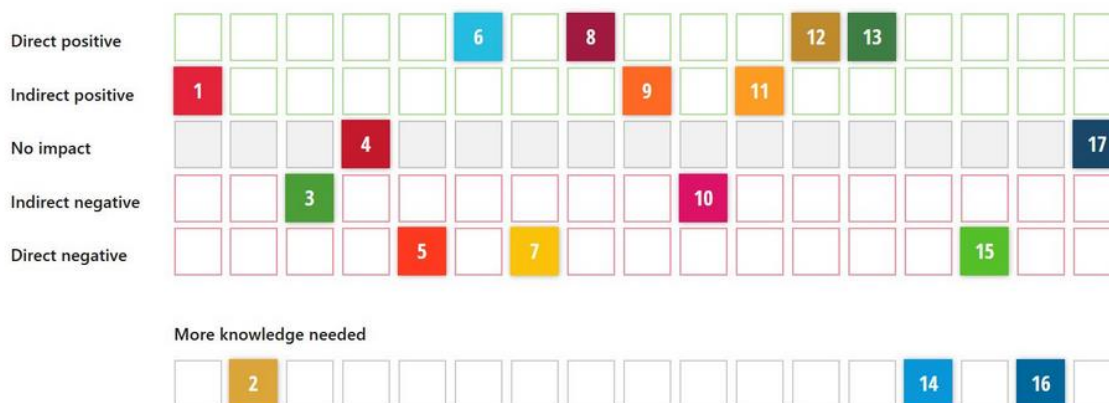 Direct positive 6 8 12 13
Indirect positive 1 9 11
No impact 4 17
Indirect negative 3 10
Direct negative 5 7 15
More knowledge needed
2 14 16